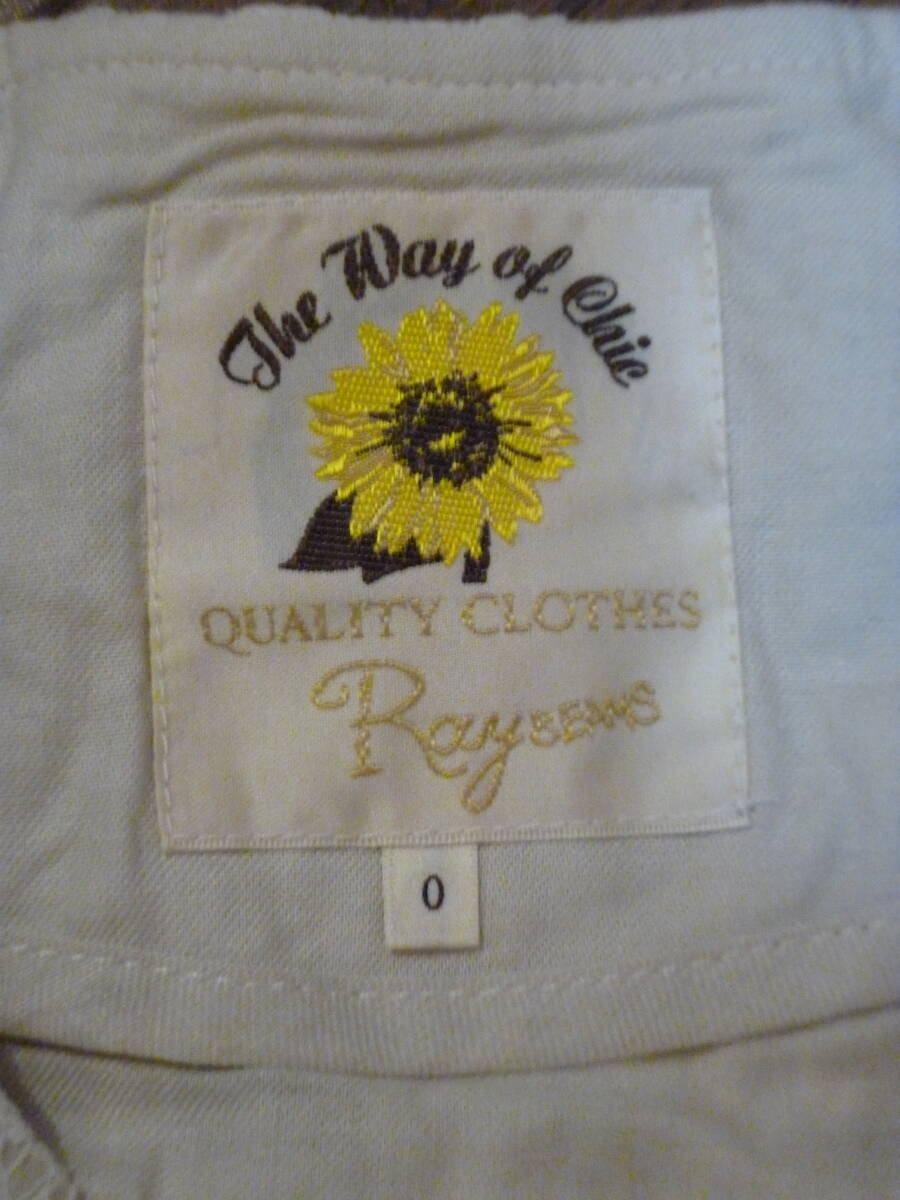 The Way of Chic
QUALITY CLOTHES
Ray BEAMS
0